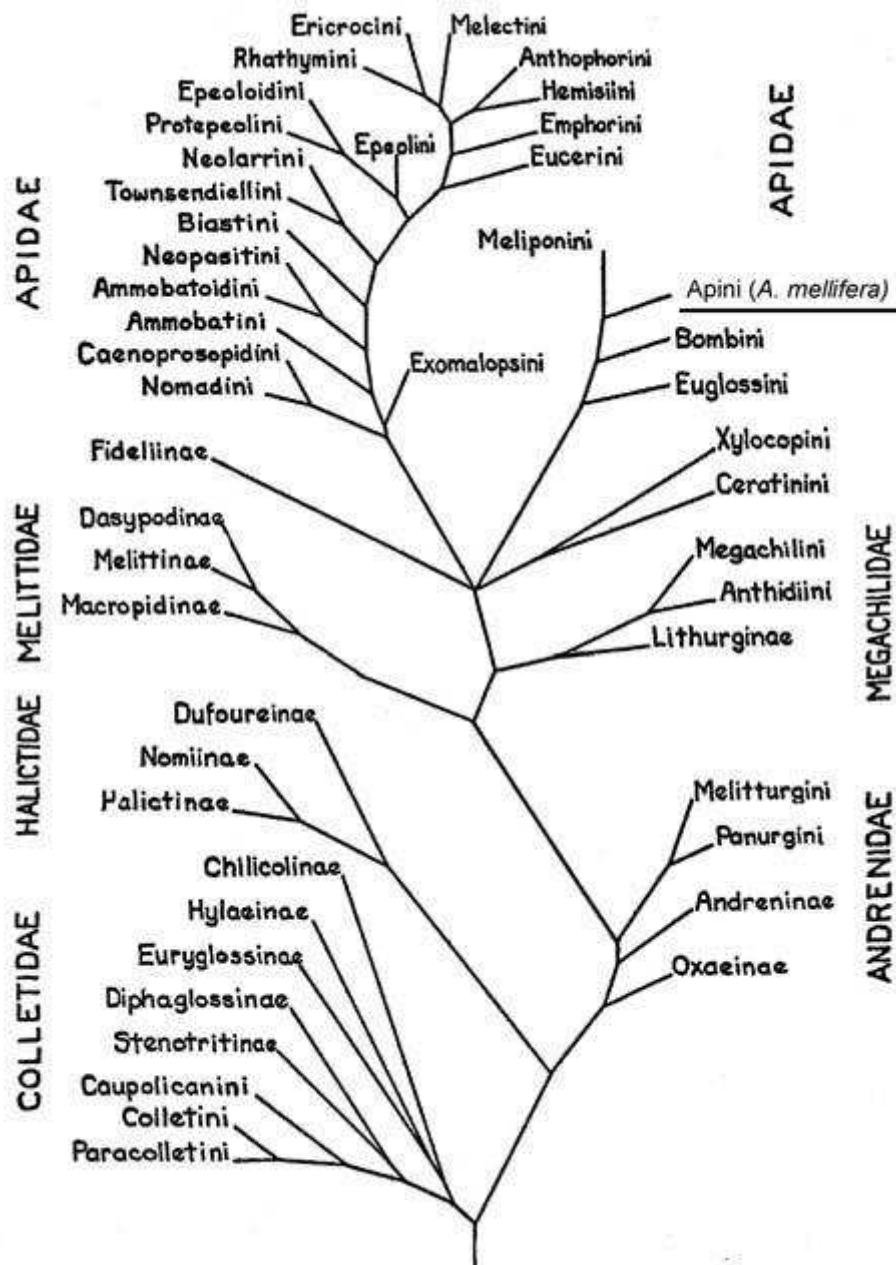 Ericrocini
Melectini
Rhathymini
Anthophorini
Epeoloidini
Hemisiini
Protepeolini
Epeolini
Emphorini
Neolarrini
Eucerini
Townsendiellini
Biastini
Meliponini
Neopasitini
Ammobatoidini
Apini (A. mellifera)
Ammobatini
Bombini
Caenoprosopidini
Exomalopsini
Nomadini
Euglossini
Fideliinae
Xylocopini
Ceratinini
Dasypodinae
Megachilini
Melittinae
Anthidiini
Macropidinae
Lithurginae
Dufoureinae
Nomiinae
Melitturgini
Halictinae
Panurgini
Chilicolinae
Hylaeinae
Andreninae
Euryglossinae
Oxaeinae
Diphaglossinae
Stenotritinae
Caupolicanini
Colletini
Paracolletini
APIDAE
MELITTIDAE
HALICTIDAE
COLLETIDAE
APIDAE
MEGACHILIDAE
ANDRENIDAE